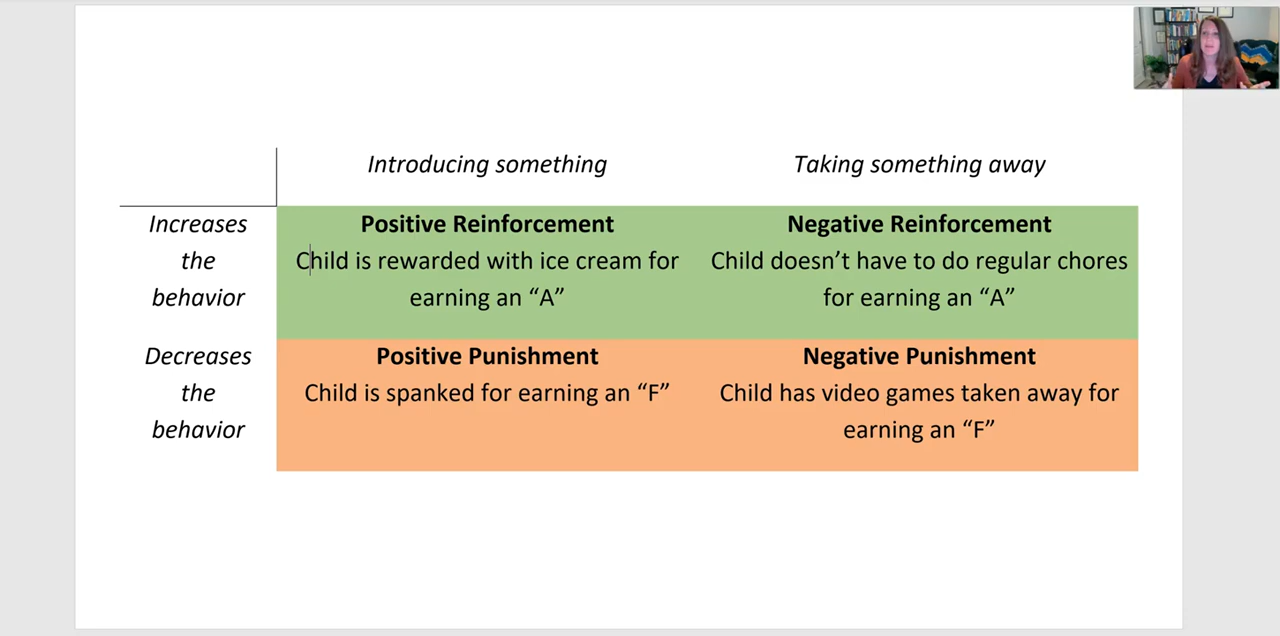 Introducing something
Taking something away
Increases
the
behavior
Positive Reinforcement
Child is rewarded with ice cream for
earning an “A”
Negative Reinforcement
Child doesn’t have to do regular chores
for earning an “A”
Decreases
the
behavior
Positive Punishment
Child is spanked for earning an “F”
Negative Punishment
Child has video games taken away for
earning an “F”